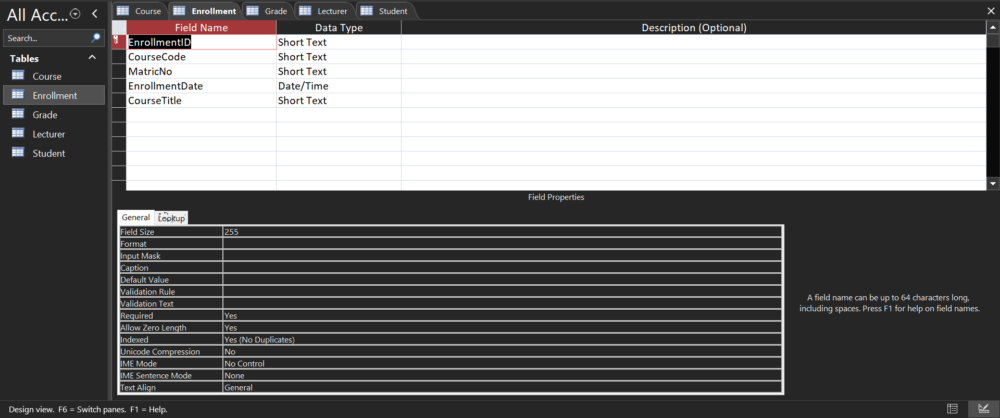 All Acc...
Search...
Tables
Course
Enrollment
Grade
Lecturer
Student
Course
Enrollment
Grade
Lecturer
Student
Field Name
Data Type
Description (Optional)
EnrollmentID
Short Text
CourseCode
Short Text
MatricNo
Short Text
EnrollmentDate
Date/Time
CourseTitle
Short Text
Field Properties
General
Lookup
Field Size
255
Format
Input Mask
Caption
Default Value
Validation Rule
Validation Text
Required
Yes
Allow Zero Length
Yes
Indexed
Yes (No Duplicates)
Unicode Compression
No
IME Mode
No Control
IME Sentence Mode
None
Text Align
General
A field name can be up to 64 characters long,
including spaces. Press F1 for help on field names.
Design view. F6 = Switch panes. F1 = Help.